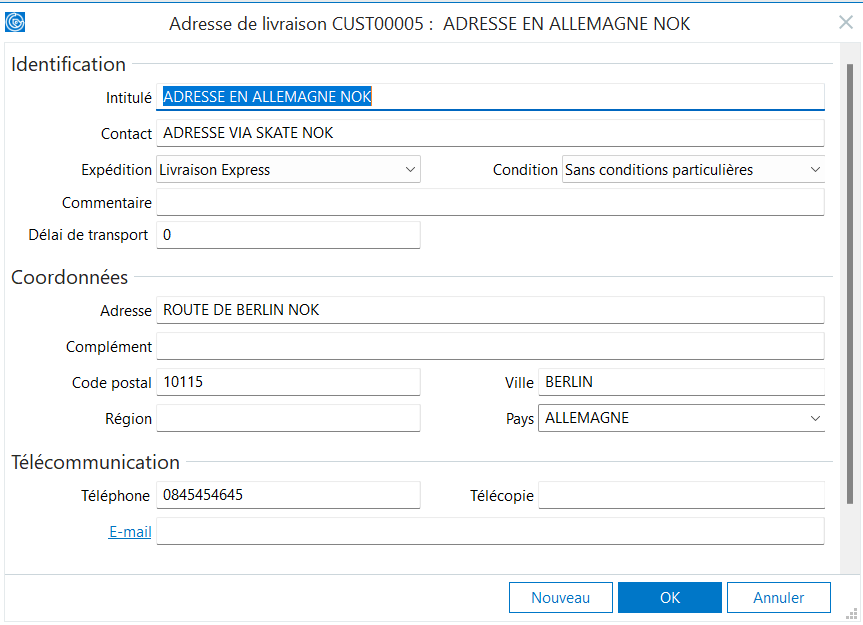 Adresse de livraison CUST00005 : ADRESSE EN ALLEMAGNE NOK
Identification
Intitulé ADRESSE EN ALLEMAGNE NOK
Contact ADRESSE VIA SKATE NOK
Expédition Livraison Express Condition Sans conditions particulières
Commentaire
Délai de transport 0
Coordonnées
Adresse ROUTE DE BERLIN NOK
Complément
Code postal 10115 Ville BERLIN
Région Pays ALLEMAGNE
Télécommunication
Téléphone 0845454645 Télécopie
E-mail
Nouveau OK Annuler